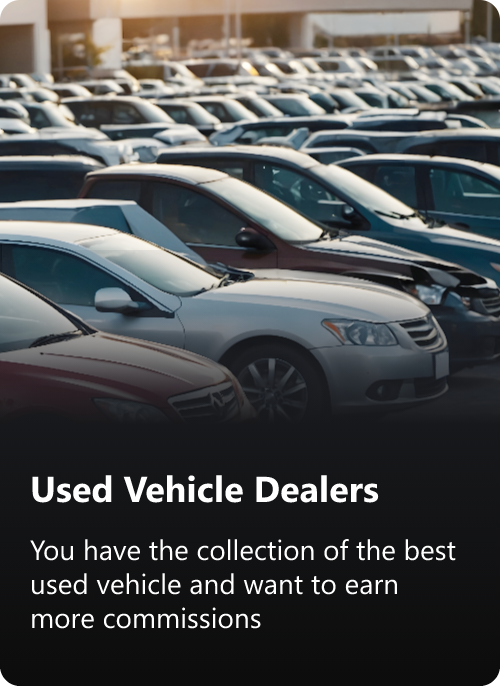 Used Vehicle Dealers
You have the collection of the best
used vehicle and want to earn
more commissions